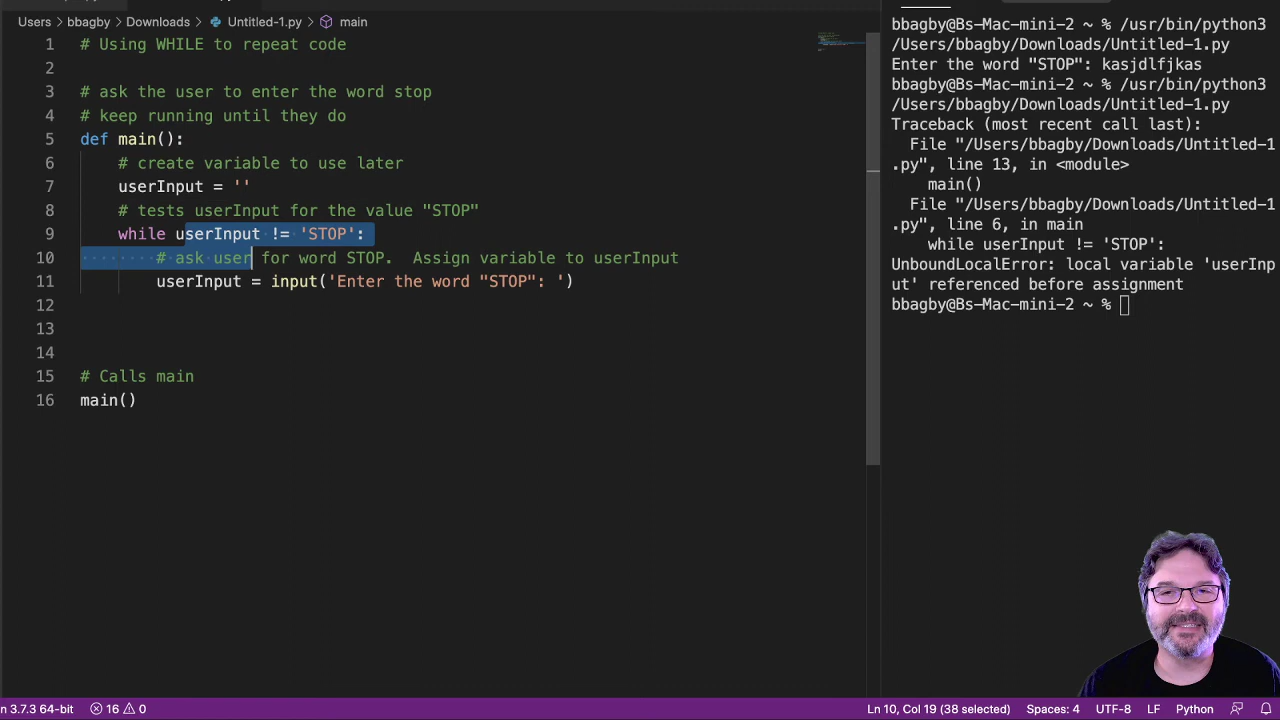 Users > bbagby > Downloads > Untitled-1.py > main
1 # Using WHILE to repeat code
2
3 # ask the user to enter the word stop
4 # keep running until they do
5 def main():
6 # create variable to use later
7 userInput = ''
8 # tests userInput for the value "STOP"
9 while userInput != 'STOP':
10 # ask user for word STOP.  Assign variable to userInput
11 userInput = input('Enter the word "STOP": ')
12
13
14
15 # Calls main
16 main()
bbagby@Bs-Mac-mini-2 ~ % /usr/bin/python3
/Users/bbagby/Downloads/Untitled-1.py
Enter the word "STOP": kasjdlfjkas
bbagby@Bs-Mac-mini-2 ~ % /usr/bin/python3
/Users/bbagby/Downloads/Untitled-1.py
Traceback (most recent call last):
File "/Users/bbagby/Downloads/Untitled-1
.py", line 13, in <module>
main()
File "/Users/bbagby/Downloads/Untitled-1
.py", line 6, in main
while userInput != 'STOP':
UnboundLocalError: local variable 'userInp
ut' referenced before assignment
bbagby@Bs-Mac-mini-2 ~ %
n 3.7.3 64-bit 16 0 Ln 10, Col 19 (38 selected) Spaces: 4 UTF-8 LF Python